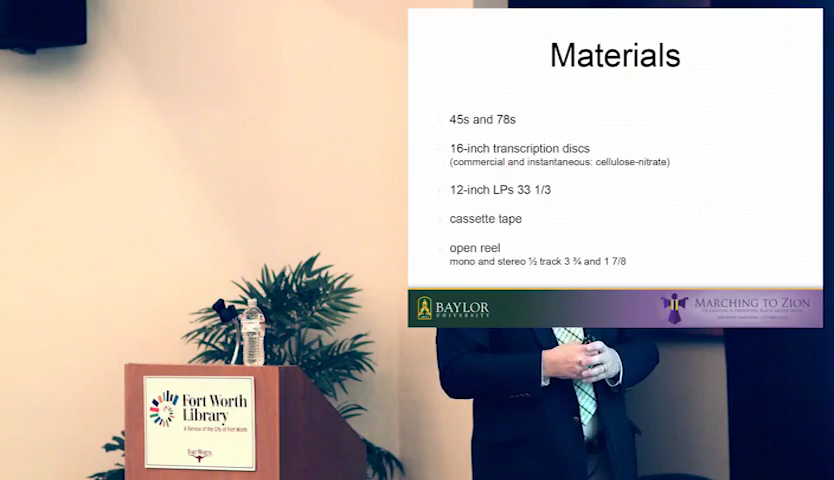 Materials
45s and 78s
16-inch transcription discs
(commercial and instantaneous: cellulose-nitrate)
12-inch LPs 33 1/3
cassette tape
open reel
mono and stereo ½ track 3 ¾ and 1 7/8
BAYLOR
UNIVERSITY
MARCHING TO ZION
Fort Worth
Library
A Service of the City of Fort Worth
FORT WORTH